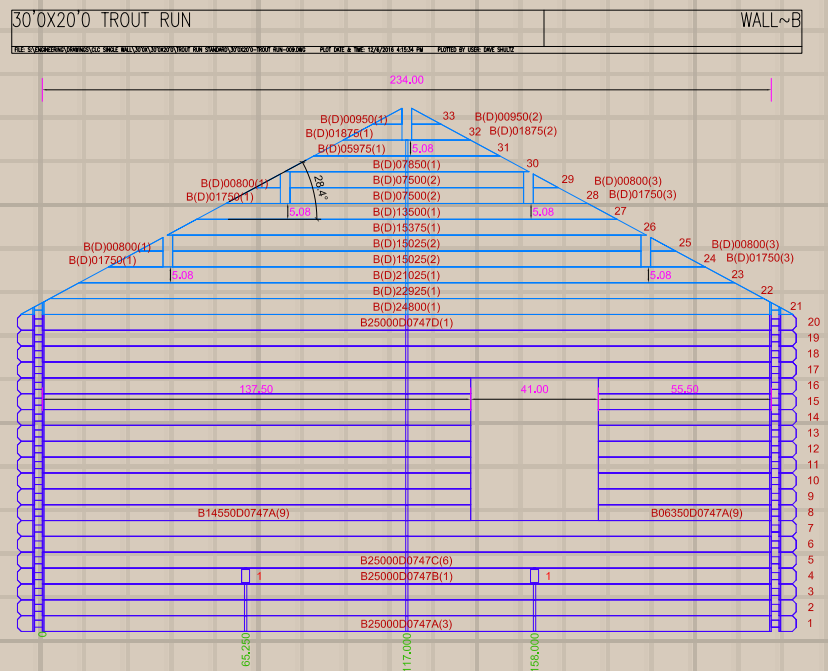 30'0X20'0 TROUT RUN WALL~B
FILE: S:\ENGINEERING\DRAWINGS\CLC SINGLE WALL\30'0X\30'0X20'0\TROUT RUN STANDARD\30'0X20'0-TROUT RUN-009.DWG PLOT DATE & TIME: 12/6/2016 4:15:34 PM PLOTTED BY USER: DAVE SHULTZ
234.00
B(D)00950(1) 33 B(D)00950(2)
B(D)01875(1) 32 B(D)01875(2)
B(D)05975(1) 5.08 31
B(D)07850(1) 30
B(D)00800(1) B(D)07500(2) 29 B(D)00800(3)
B(D)01750(1) 28.4° B(D)07500(2) 28 B(D)01750(3)
5.08 B(D)13500(1) 5.08 27
B(D)15375(1) 26
B(D)00800(1) B(D)15025(2) 25 B(D)00800(3)
B(D)01750(1) B(D)15025(2) 24 B(D)01750(3)
5.08 B(D)21025(1) 5.08 23
B(D)22925(1) 22
B(D)24800(1) 21
B25000D0747D(1) 20
19
18
17
137.50 41.00 55.50 16
15
14
13
12
11
10
9
B14550D0747A(9) B06350D0747A(9) 8
7
6
B25000D0747C(6) 5
1 B25000D0747B(1) 1 4
3
2
B25000D0747A(3) 1
0 65.250 117.000 158.000